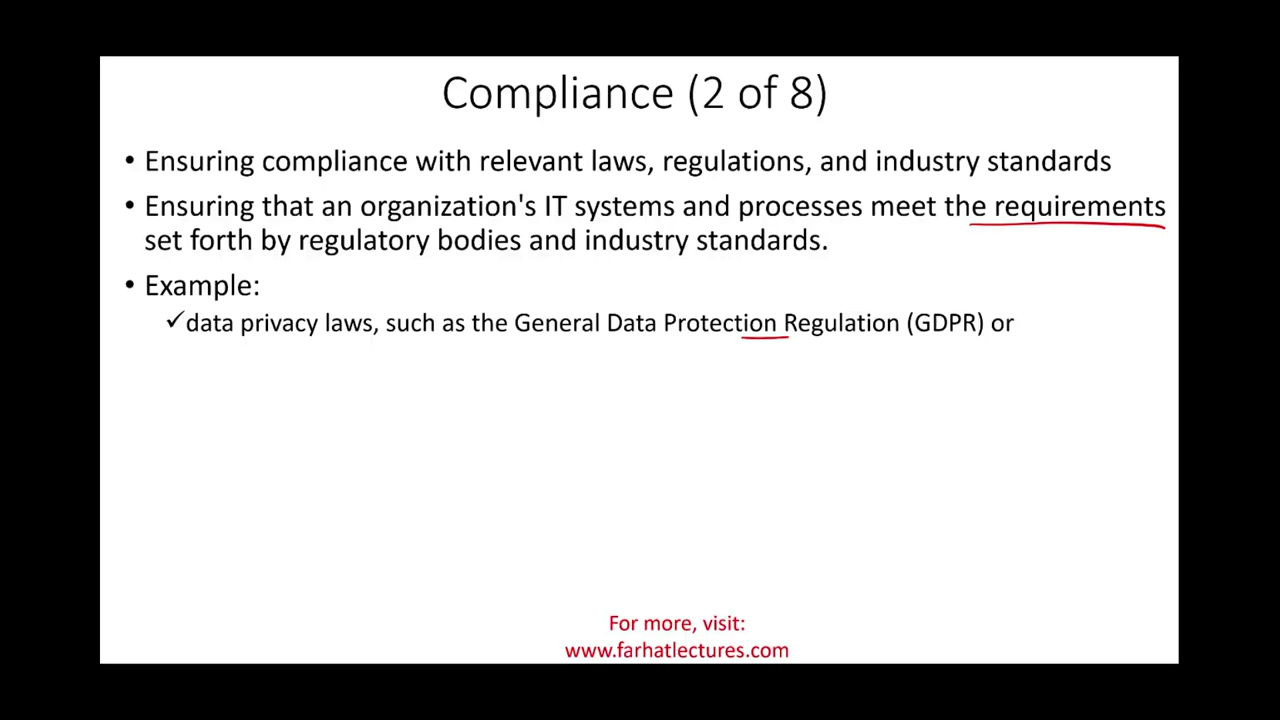 Compliance (2 of 8)
• Ensuring compliance with relevant laws, regulations, and industry standards
• Ensuring that an organization's IT systems and processes meet the requirements
set forth by regulatory bodies and industry standards.
• Example:
✓data privacy laws, such as the General Data Protection Regulation (GDPR) or
For more, visit:
www.farhatlectures.com